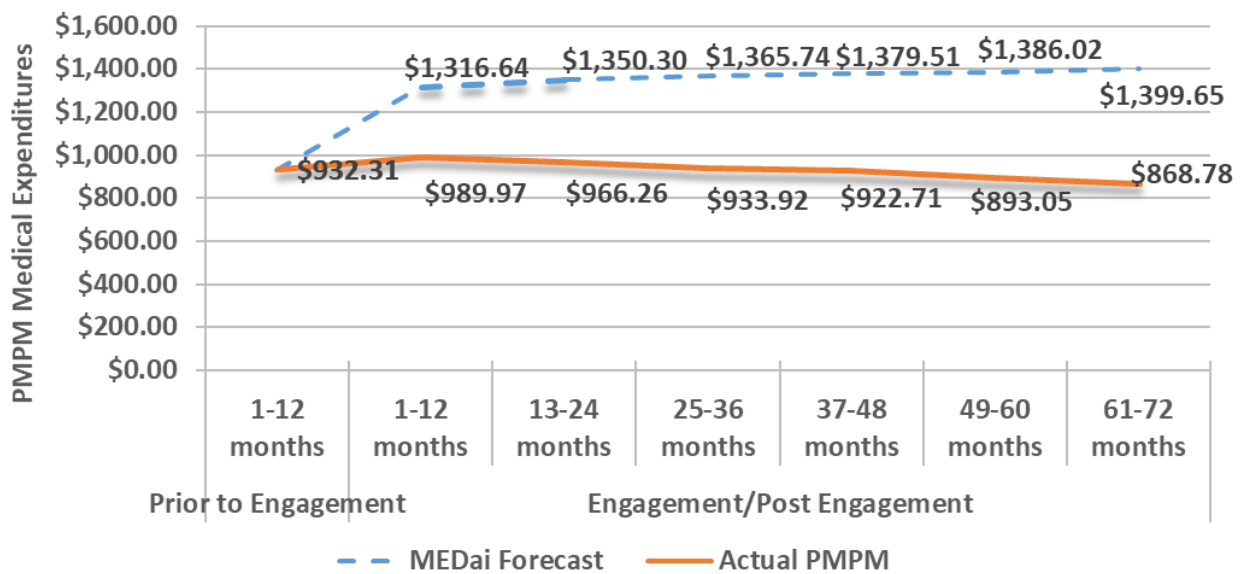 PMPM Medical Expenditures
$1,600.00
$1,400.00
$1,200.00
$1,000.00
$800.00
$600.00
$400.00
$200.00
$0.00
$1,316.64
$1,350.30
$1,365.74
$1,379.51
$1,386.02
$1,399.65
$932.31
$989.97
$966.26
$933.92
$922.71
$893.05
$868.78
1-12
months
1-12
months
13-24
months
25-36
months
37-48
months
49-60
months
61-72
months
Prior to Engagement
Engagement/Post Engagement
MEDai Forecast
Actual PMPM